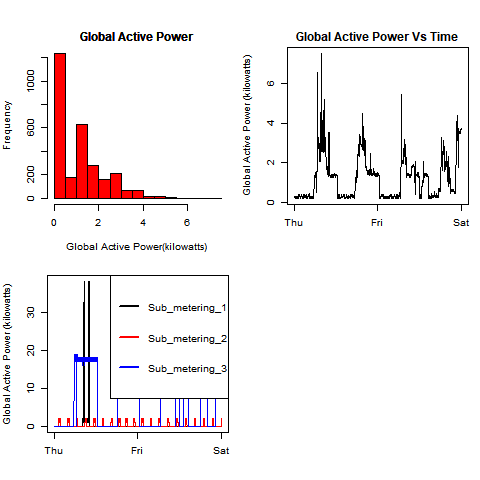 Global Active Power
Frequency
0 200 600 1000
0 2 4 6
Global Active Power(kilowatts)
Global Active Power Vs Time
Global Active Power (kilowatts)
0 2 4 6
Thu Fri Sat
Global Active Power (kilowatts)
0 10 20 30
Sub_metering_1
Sub_metering_2
Sub_metering_3
Thu Fri Sat